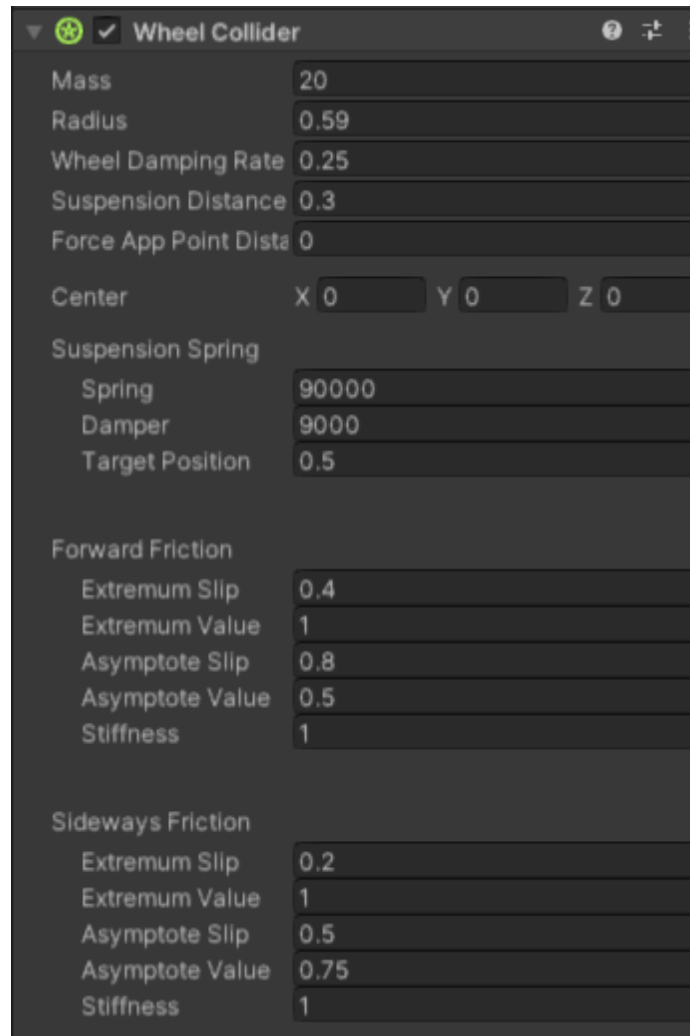 Wheel Collider
Mass 20
Radius 0.59
Wheel Damping Rate 0.25
Suspension Distance 0.3
Force App Point Dista 0
Center X 0 Y 0 Z 0
Suspension Spring
Spring 90000
Damper 9000
Target Position 0.5
Forward Friction
Extremum Slip 0.4
Extremum Value 1
Asymptote Slip 0.8
Asymptote Value 0.5
Stiffness 1
Sideways Friction
Extremum Slip 0.2
Extremum Value 1
Asymptote Slip 0.5
Asymptote Value 0.75
Stiffness 1